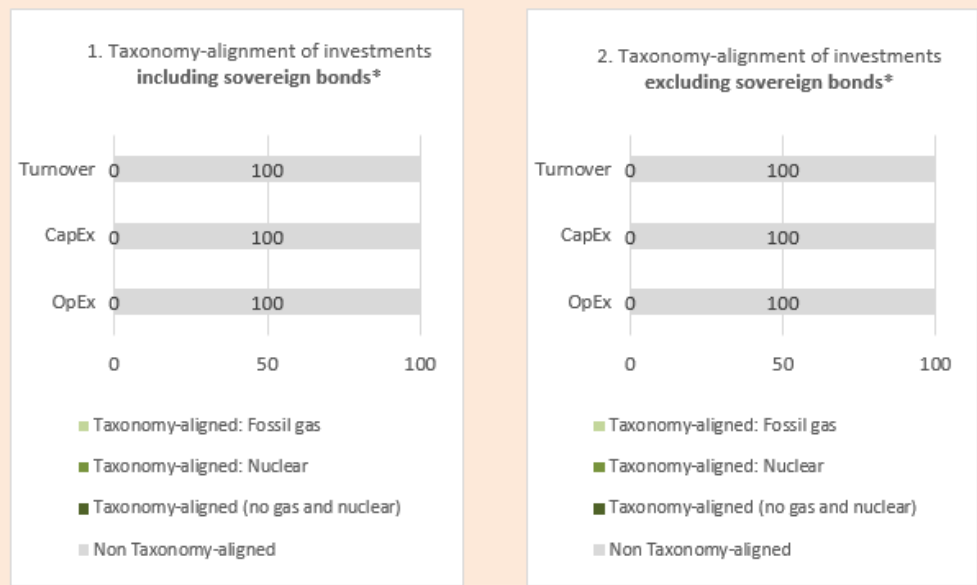 1. Taxonomy-alignment of investments
including sovereign bonds*
Turnover 0 100
CapEx 0 100
OpEx 0 100
0 50 100
Taxonomy-aligned: Fossil gas
Taxonomy-aligned: Nuclear
Taxonomy-aligned (no gas and nuclear)
Non Taxonomy-aligned
2. Taxonomy-alignment of investments
excluding sovereign bonds*
Turnover 0 100
CapEx 0 100
OpEx 0 100
0 50 100
Taxonomy-aligned: Fossil gas
Taxonomy-aligned: Nuclear
Taxonomy-aligned (no gas and nuclear)
Non Taxonomy-aligned